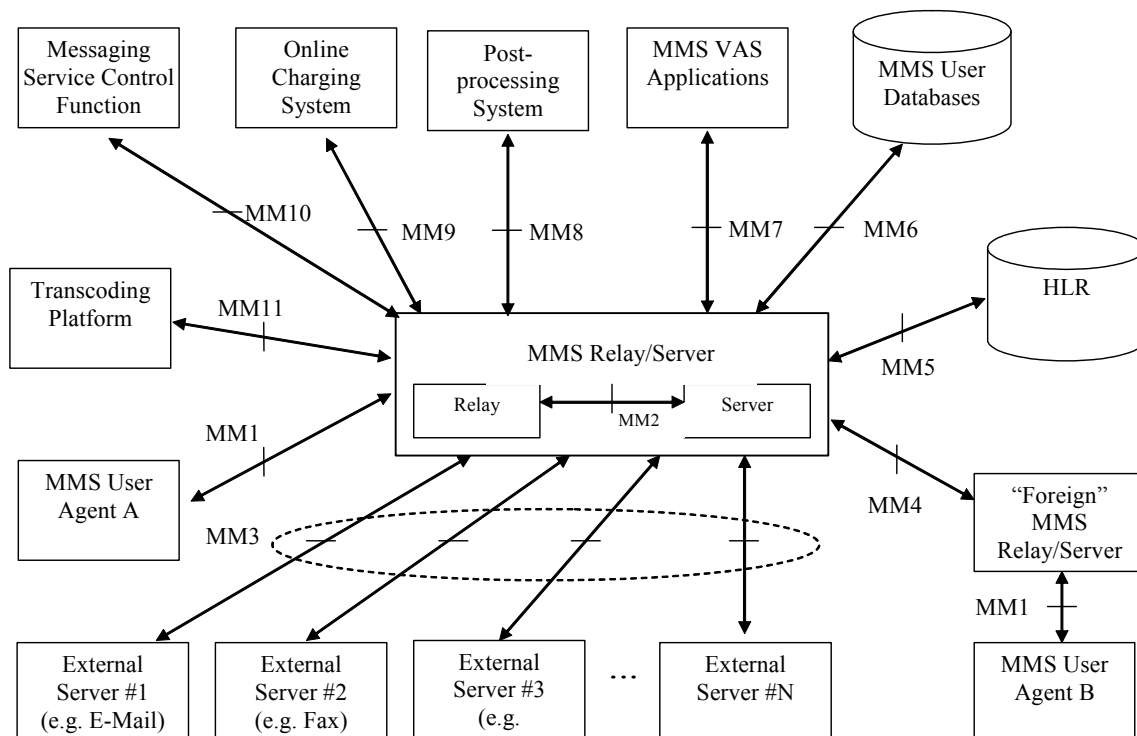 Messaging
Service Control
Function
Online
Charging
System
Post-
processing
System
MMS VAS
Applications
MMS User
Databases
MM10
MM9
MM8
MM7
MM6
Transcoding
Platform
MM11
HLR
MMS Relay/Server
MM5
Relay
MM2
Server
MM1
MMS User
Agent A
MM3
MM4
“Foreign”
MMS
Relay/Server
MM1
External
Server #1
(e.g. E-Mail)
External
Server #2
(e.g. Fax)
External
Server #3
(e.g.
...
External
Server #N
MMS User
Agent B